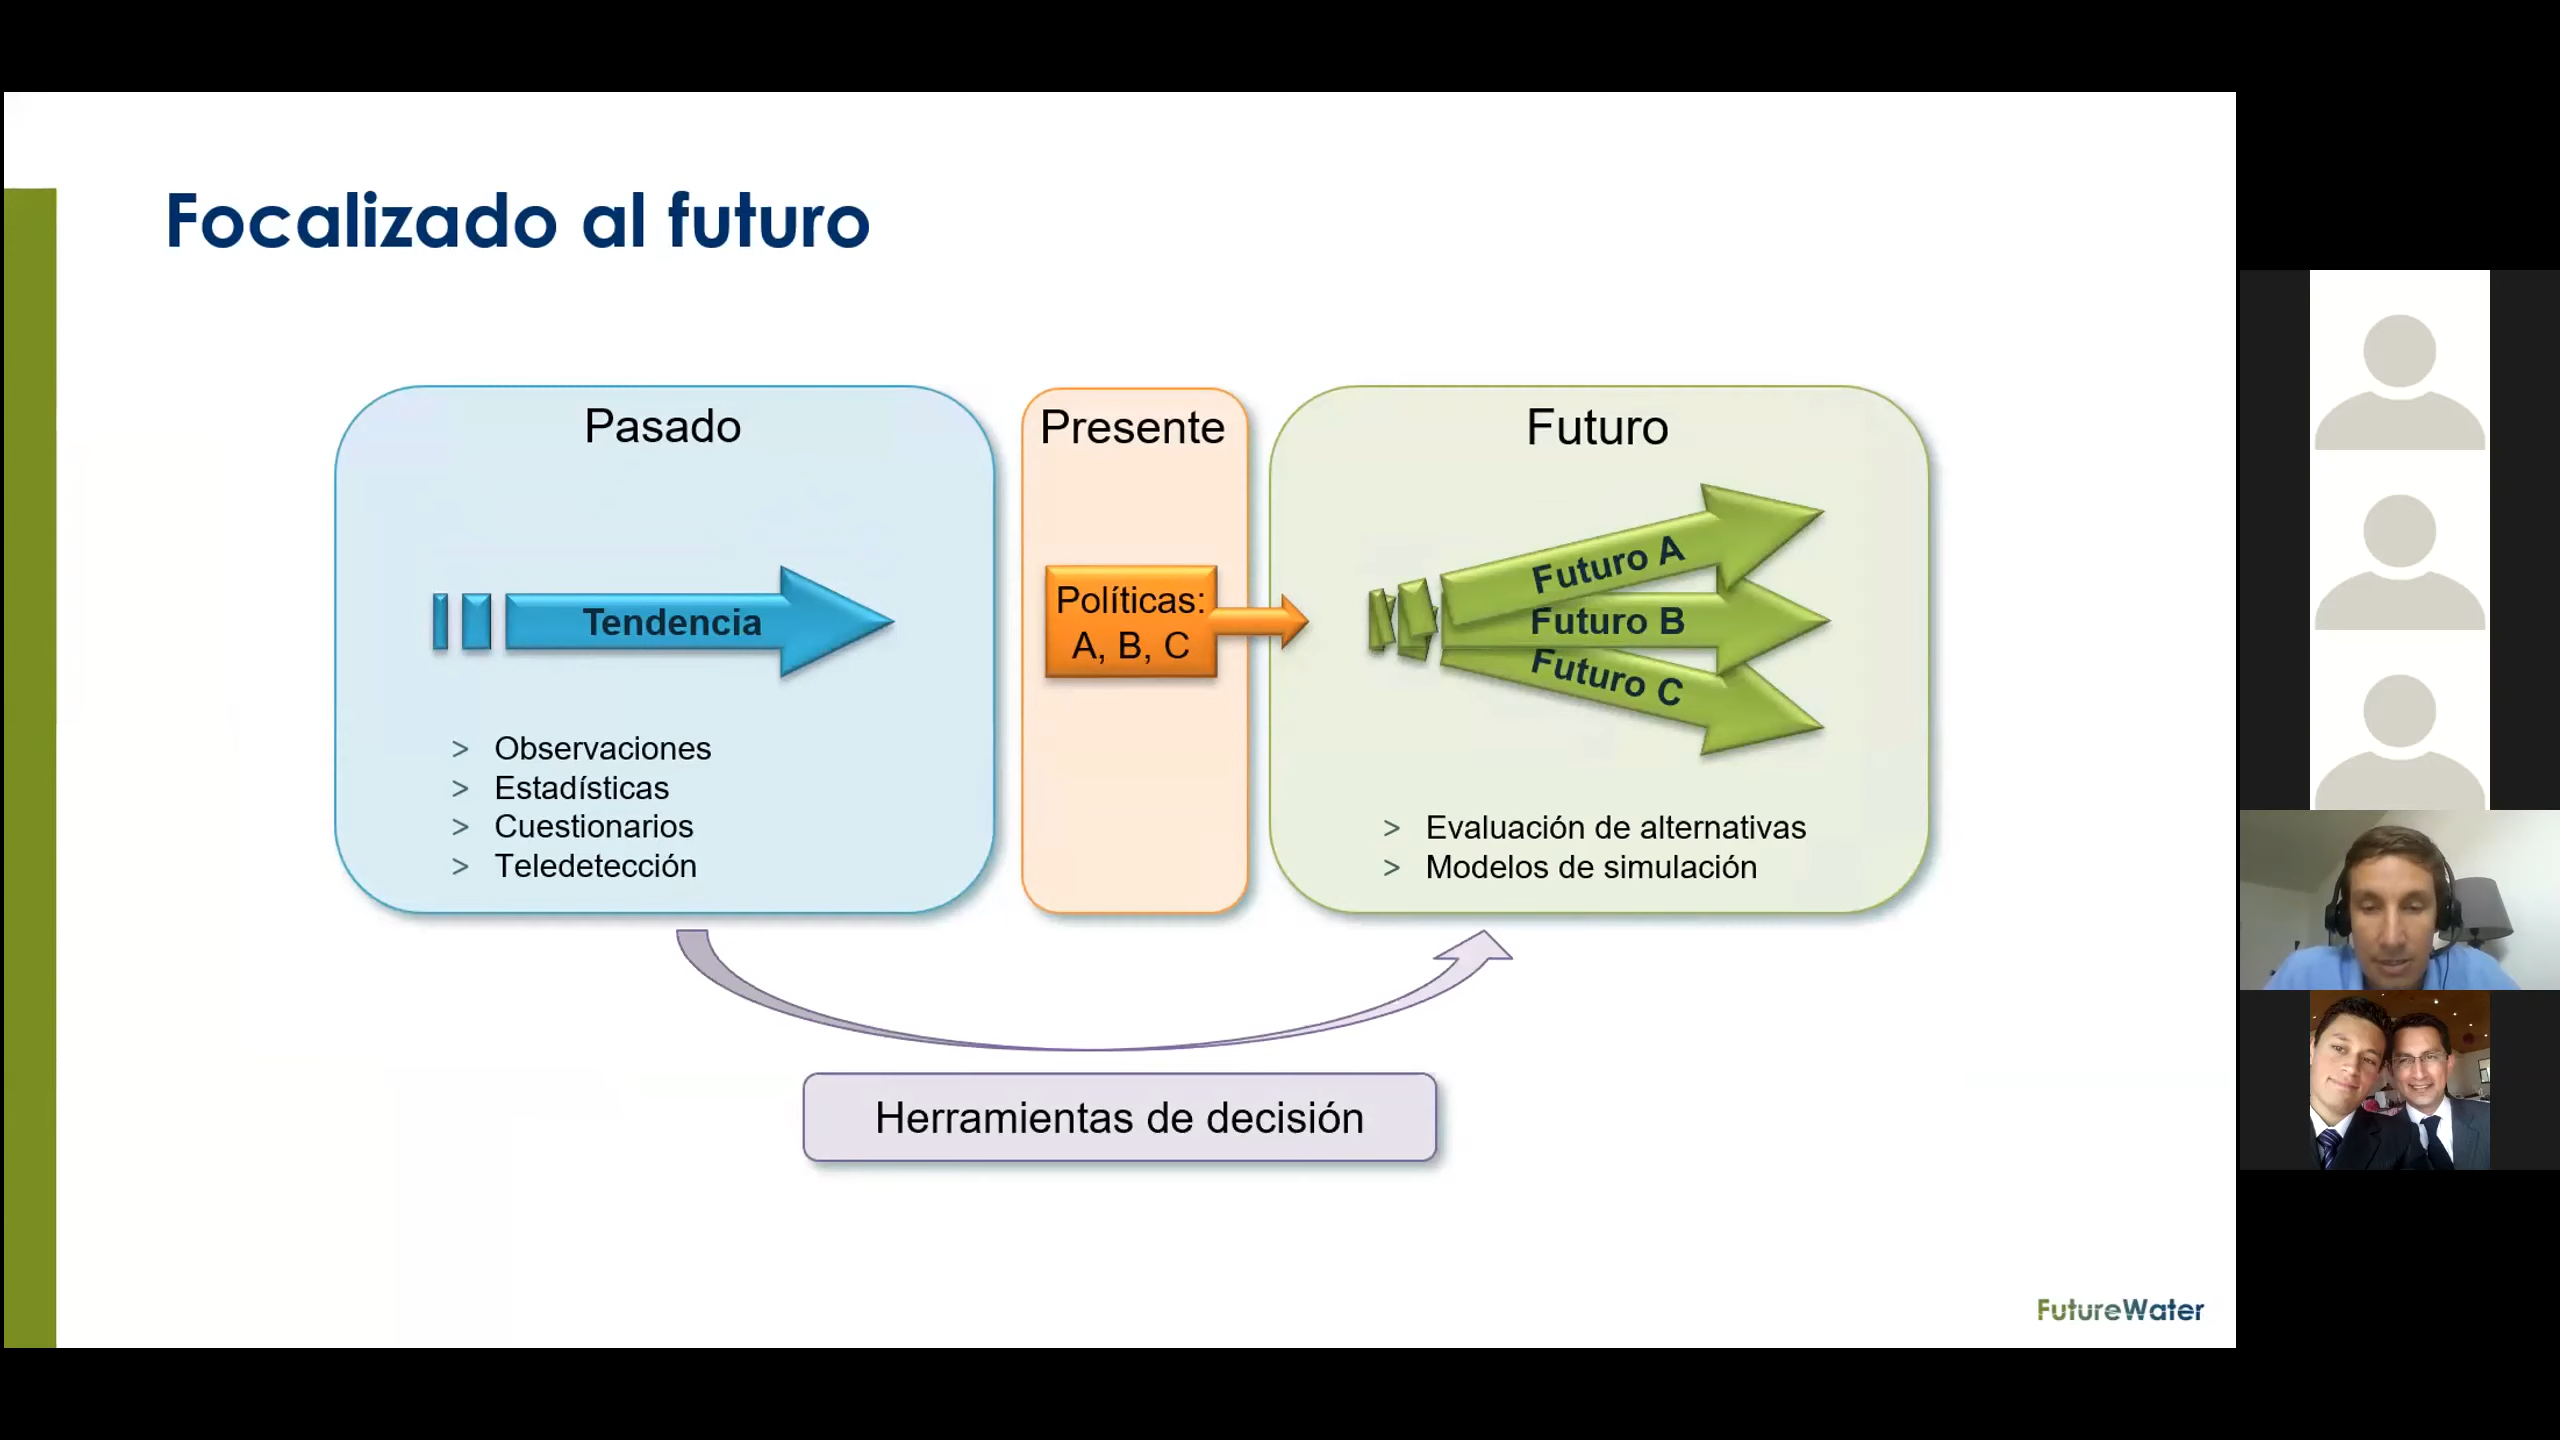 Focalizado al futuro
Pasado
Tendencia
> Observaciones
> Estadísticas
> Cuestionarios
> Teledetección
Presente
Políticas:
A, B, C
Futuro
Futuro A
Futuro B
Futuro C
> Evaluación de alternativas
> Modelos de simulación
Herramientas de decisión
FutureWater